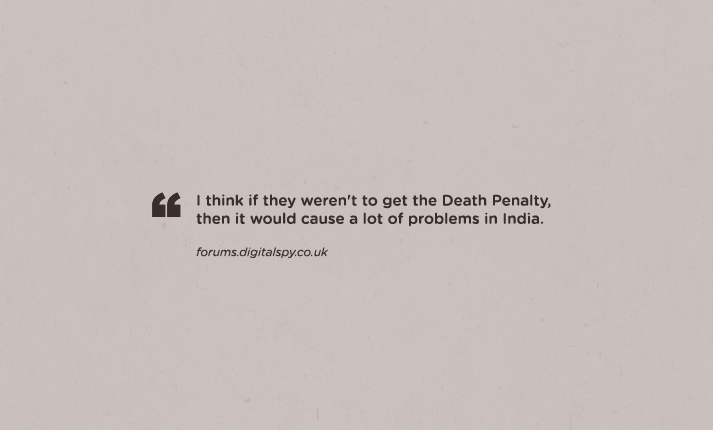 ❝ I think if they weren't to get the Death Penalty,
then it would cause a lot of problems in India.
forums.digitalspy.co.uk